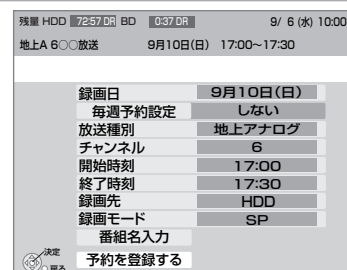 残量 HDD 72:57 DR BD 0:37 DR 9/ 6 (水) 10:00
地上A 6○○放送 9月10日(日) 17:00~17:30
録画日 9月10日(日)
毎週予約設定 しない
放送種別 地上アナログ
チャンネル 6
開始時刻 17:00
終了時刻 17:30
録画先 HDD
録画モード SP
番組名入力
決定 予約を登録する
戻る